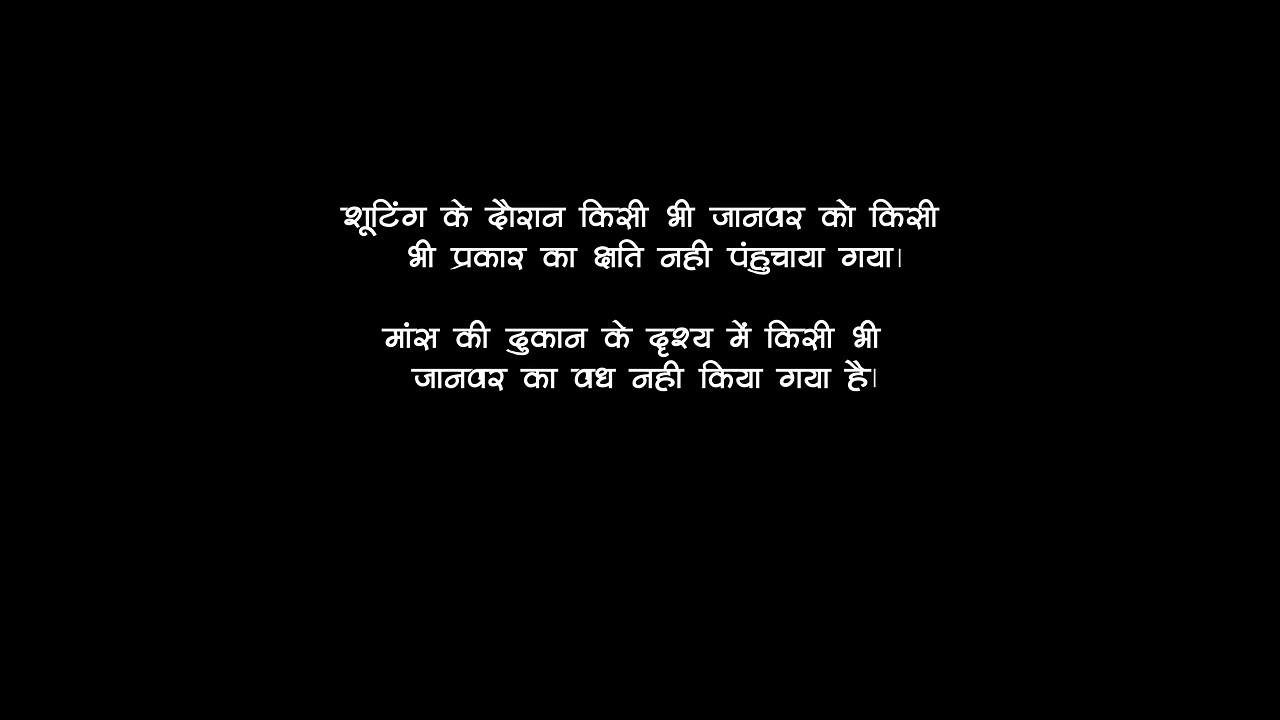 शूटिंग के दौरान किसी भी जानवर को किसी
भी प्रकार का क्षति नही पंहुचाया गया।
मांस की दुकान के दृश्य में किसी भी
जानवर का वध नही किया गया है।